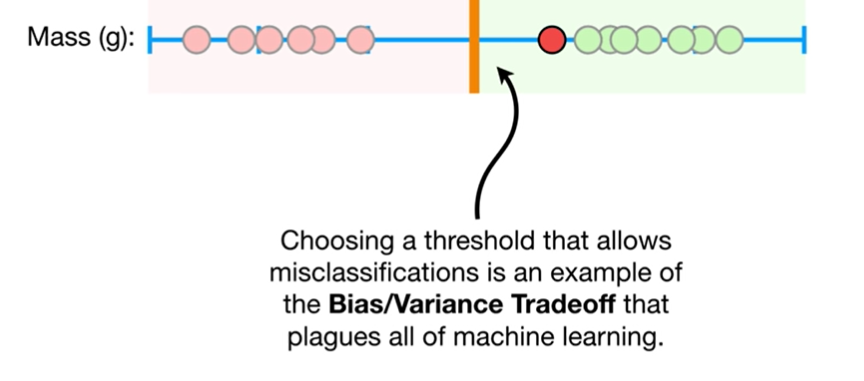 Mass (g):
Choosing a threshold that allows
misclassifications is an example of
the Bias/Variance Tradeoff that
plagues all of machine learning.